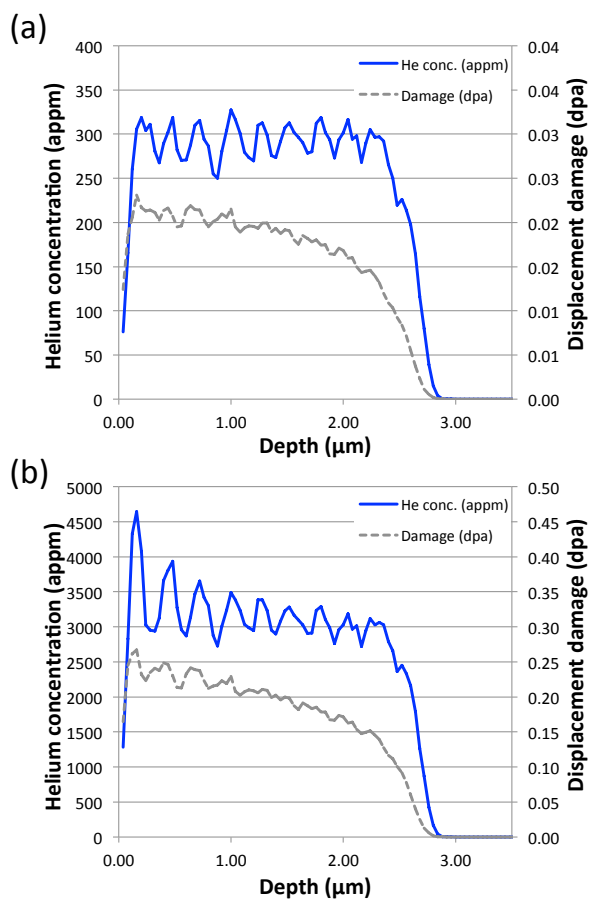 (a)
Helium concentration (appm)
400
350
300
250
200
150
100
50
0
He conc. (appm)
Damage (dpa)
0.04
0.04
0.03
0.03
0.02
0.02
0.01
0.01
0.00
Displacement damage (dpa)
0.00 1.00 2.00 3.00
Depth (μm)
(b)
Helium concentration (appm)
5000
4500
4000
3500
3000
2500
2000
1500
1000
500
0
He conc. (appm)
Damage (dpa)
0.50
0.45
0.40
0.35
0.30
0.25
0.20
0.15
0.10
0.05
0.00
Displacement damage (dpa)
0.00 1.00 2.00 3.00
Depth (μm)